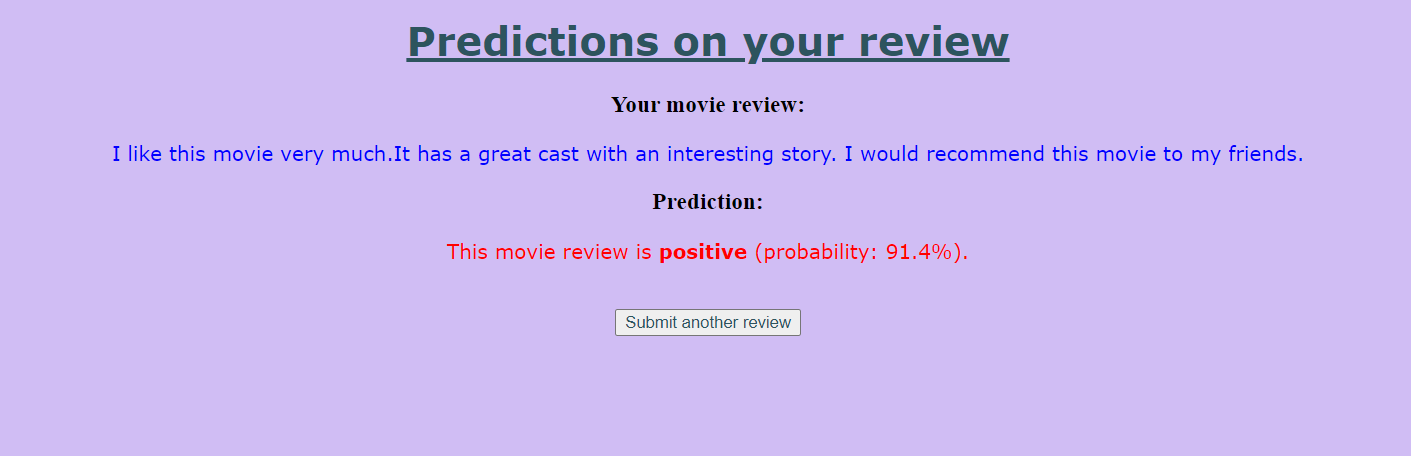 Predictions on your review
Your movie review:
I like this movie very much.It has a great cast with an interesting story. I would recommend this movie to my friends.
Prediction:
This movie review is positive (probability: 91.4%).
Submit another review